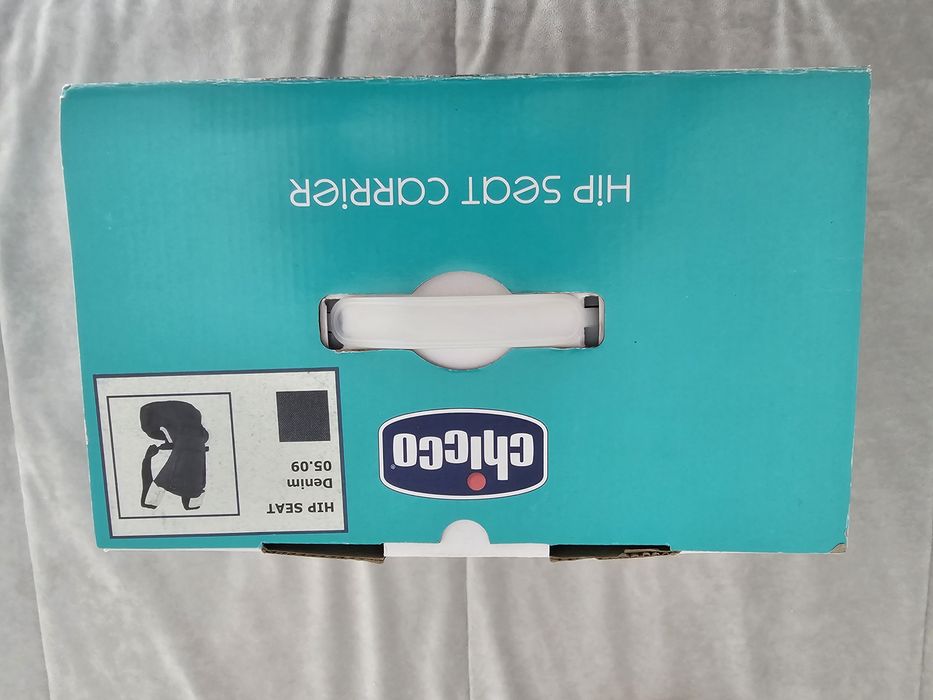 chicco®
HIP SEAT
Denim
05.09
HiP SeaT CaRRieR